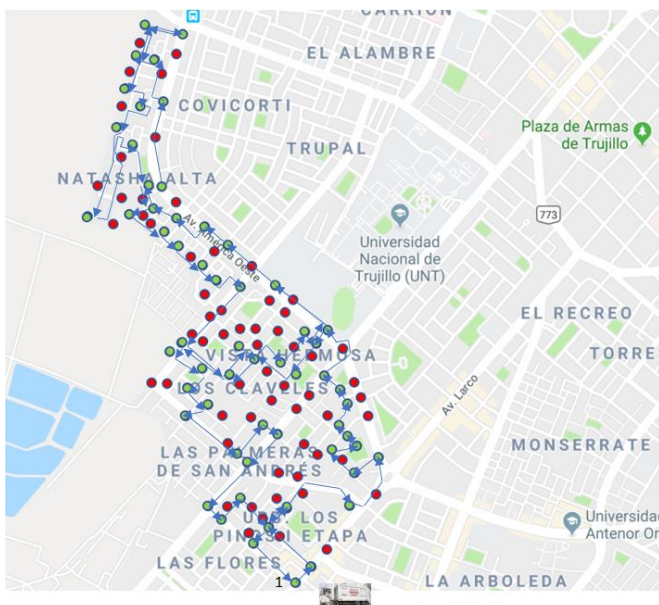 CARRIÓN
EL ALAMBRE
COVICORTI
Plaza de Armas
de Trujillo
TRUPAL
NATASHA ALTA
773
Av. América Oeste
Universidad
Nacional de
Trujillo (UNT)
EL RECREO
VISTA HERMOSA
TORRE
LOS CLAVELES
Av. Larco
MONSERRATE
LAS PALMERAS
DE SAN ANDRÉS
URB. LOS
PINOS I ETAPA
Universida
Antenor Or
LAS FLORES
1
LA ARBOLEDA